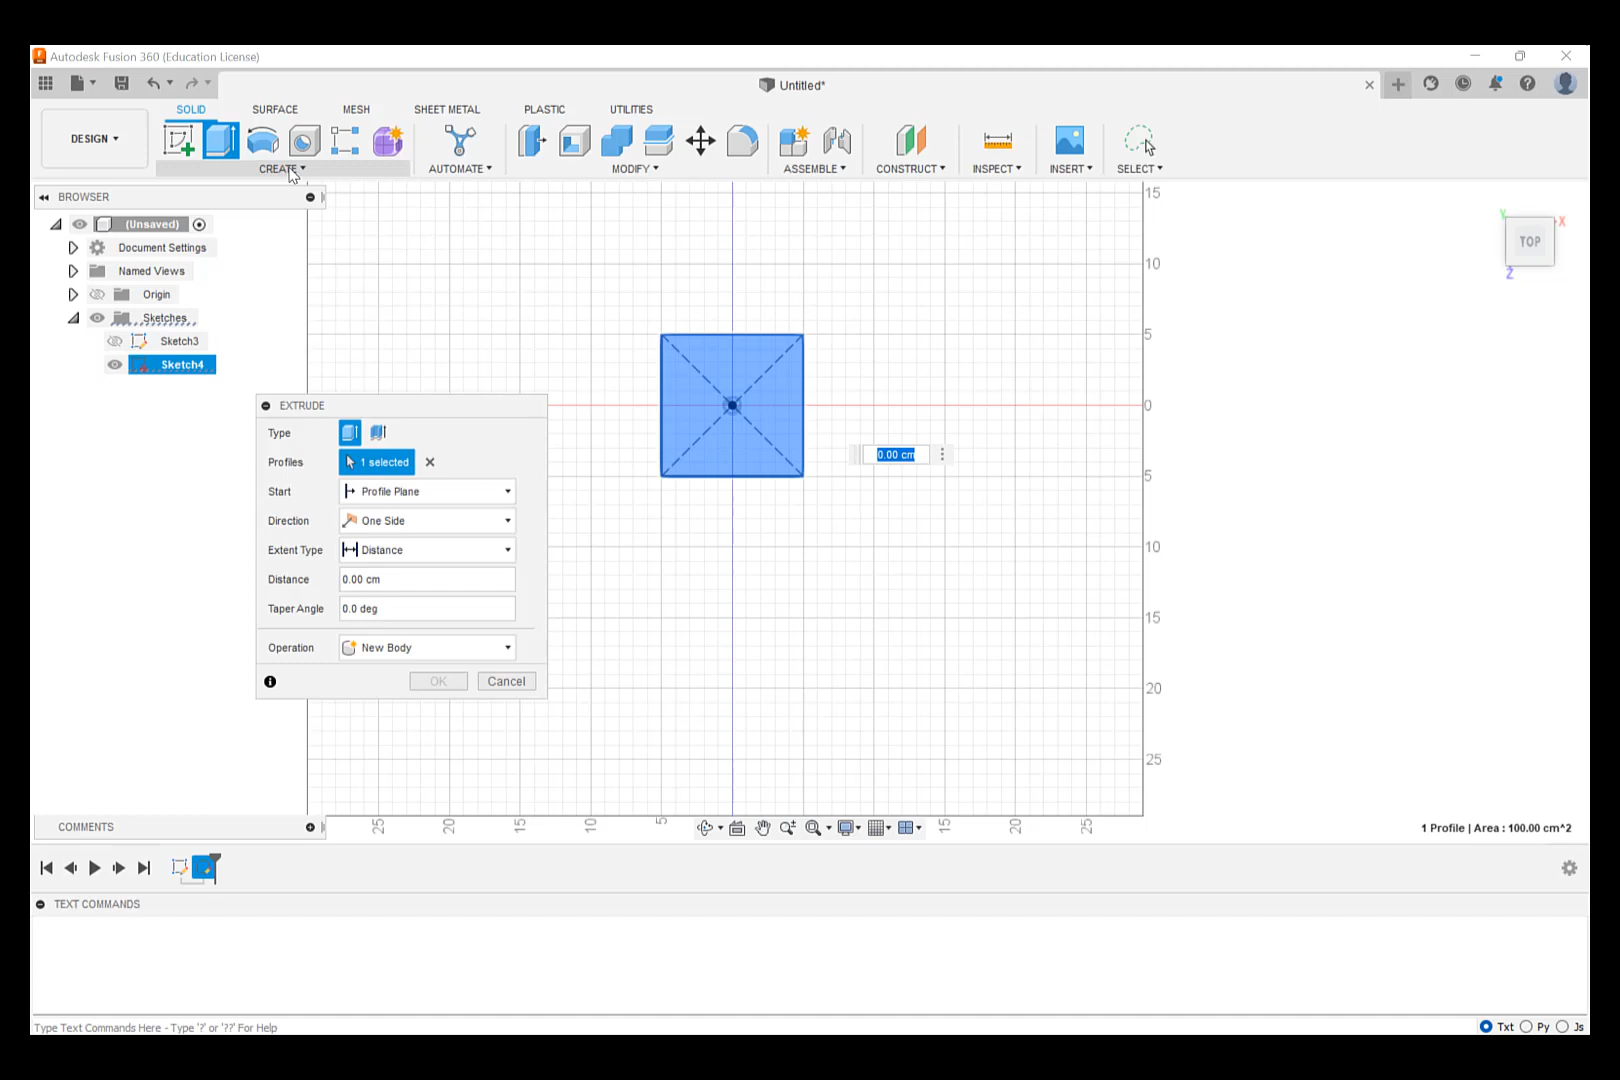 Autodesk Fusion 360 (Education License)
Untitled*
SOLID SURFACE MESH SHEET METAL PLASTIC UTILITIES
DESIGN
CREATE AUTOMATE MODIFY ASSEMBLE CONSTRUCT INSPECT INSERT SELECT
BROWSER
(Unsaved)
Document Settings
Named Views
Origin
Sketches
Sketch3
Sketch4
15
10
5
0
5
10
15
20
25
TOP
X
Y
Z
EXTRUDE
Type
Profiles 1 selected
Start Profile Plane
Direction One Side
Extent Type Distance
Distance 0.00 cm
Taper Angle 0.0 deg
Operation New Body
OK Cancel
0.00 cm
COMMENTS
25 20 15 10 5 15 20 25
1 Profile | Area : 100.00 cm^2
TEXT COMMANDS
Type Text Commands Here - Type '?' or '??' For Help
Txt Py Js